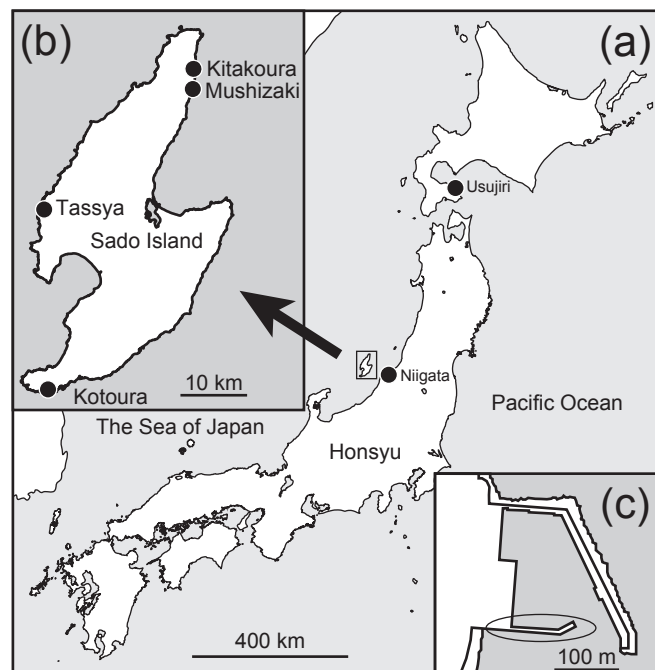 (b)
(a)
Kitakoura
Mushizaki
Usujiri
Tassya
Sado Island
10 km
Kotoura
Niigata
Pacific Ocean
The Sea of Japan
Honsyu
(c)
400 km
100 m